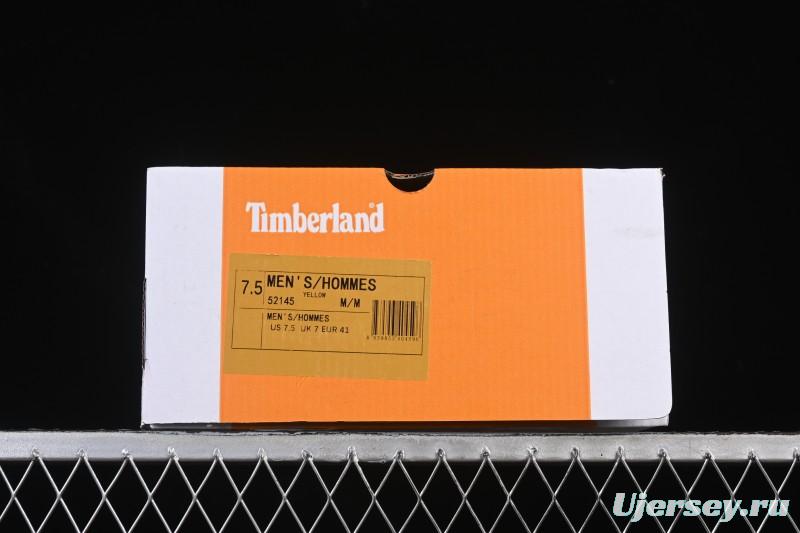 Timberland
7.5 MEN'S/HOMMES
YELLOW
52145 M/M
MEN'S/HOMMES
US 7.5 UK 7 EUR 41
Ujersey.ru